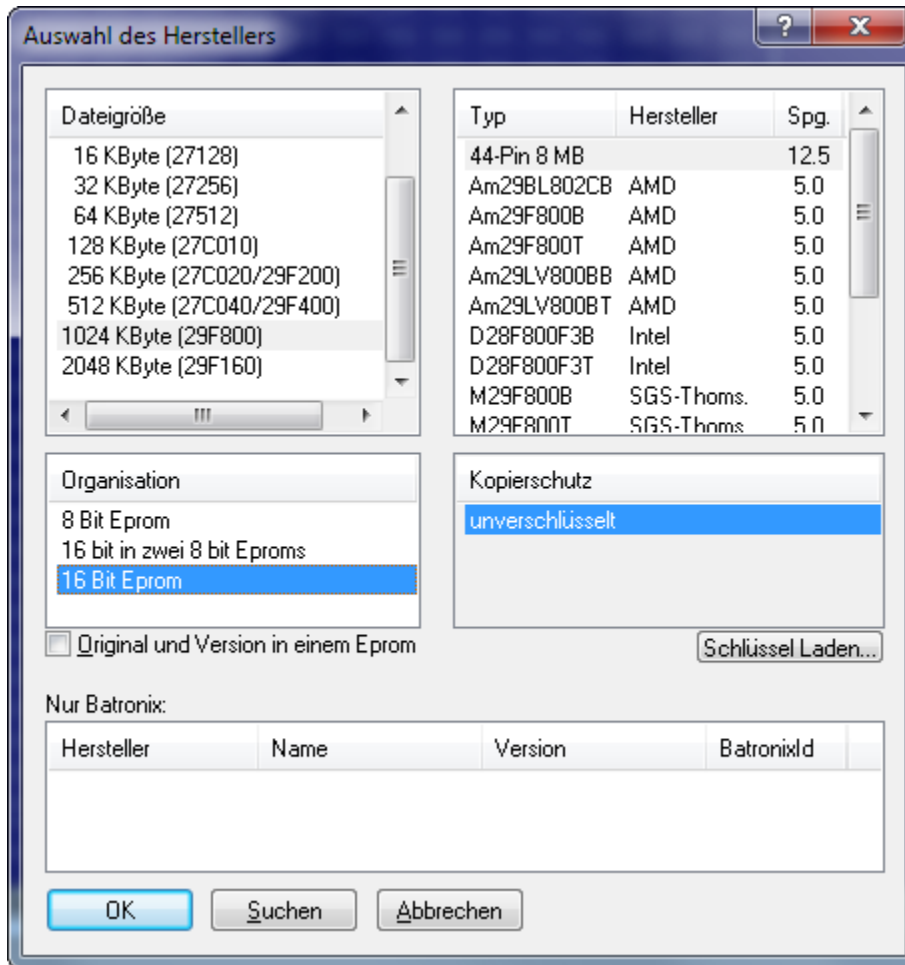 Auswahl des Herstellers
Dateigröße
16 KByte (27128)
32 KByte (27256)
64 KByte (27512)
128 KByte (27C010)
256 KByte (27C020/29F200)
512 KByte (27C040/29F400)
1024 KByte (29F800)
2048 KByte (29F160)
Typ Hersteller Spg.
44-Pin 8 MB 12.5
Am29BL802CB AMD 5.0
Am29F800B AMD 5.0
Am29F800T AMD 5.0
Am29LV800BB AMD 5.0
Am29LV800BT AMD 5.0
D28F800F3B Intel 5.0
D28F800F3T Intel 5.0
M29F800B SGS-Thoms. 5.0
M29F800T SGS-Thoms. 5.0
Organisation
8 Bit Eprom
16 bit in zwei 8 bit Eproms
16 Bit Eprom
Kopierschutz
unverschlüsselt
Original und Version in einem Eprom
Schlüssel Laden...
Nur Batronix:
Hersteller Name Version BatronixId
OK Suchen Abbrechen